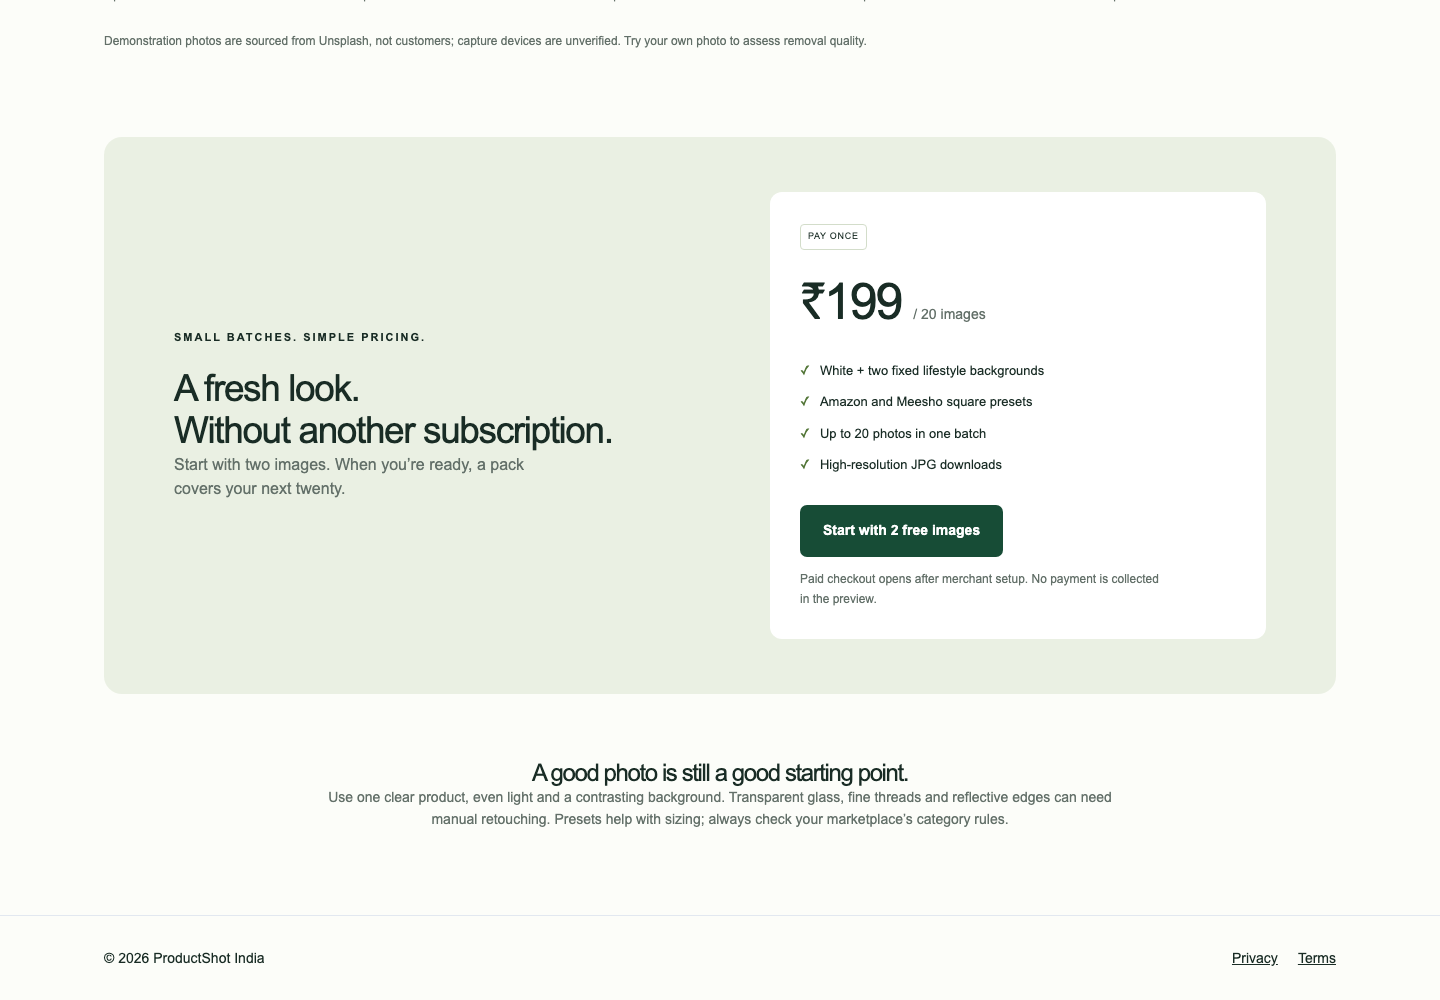 Demonstration photos are sourced from Unsplash, not customers; capture devices are unverified. Try your own photo to assess removal quality.
SMALL BATCHES. SIMPLE PRICING.
A fresh look.
Without another subscription.
Start with two images. When you’re ready, a pack
covers your next twenty.
PAY ONCE
₹199 / 20 images
✓ White + two fixed lifestyle backgrounds
✓ Amazon and Meesho square presets
✓ Up to 20 photos in one batch
✓ High-resolution JPG downloads
Start with 2 free images
Paid checkout opens after merchant setup. No payment is collected
in the preview.
A good photo is still a good starting point.
Use one clear product, even light and a contrasting background. Transparent glass, fine threads and reflective edges can need
manual retouching. Presets help with sizing; always check your marketplace’s category rules.
© 2026 ProductShot India
Privacy Terms